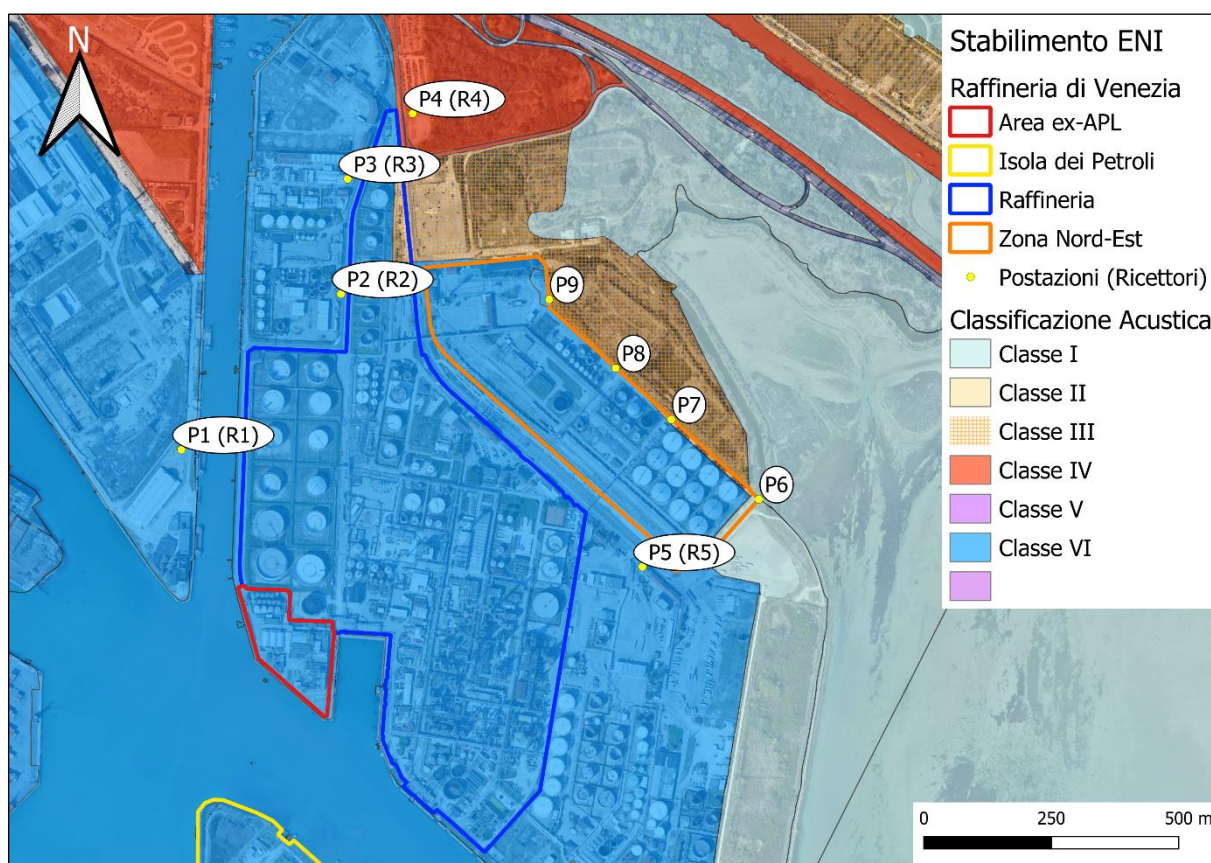 N
P4 (R4)
P3 (R3)
P2 (R2)
P9
P8
P7
P1 (R1)
P6
P5 (R5)
Stabilimento ENI
Raffineria di Venezia
Area ex-APL
Isola dei Petroli
Raffineria
Zona Nord-Est
Postazioni (Ricettori)
Classificazione Acustica
Classe I
Classe II
Classe III
Classe IV
Classe V
Classe VI
0 250 500 m